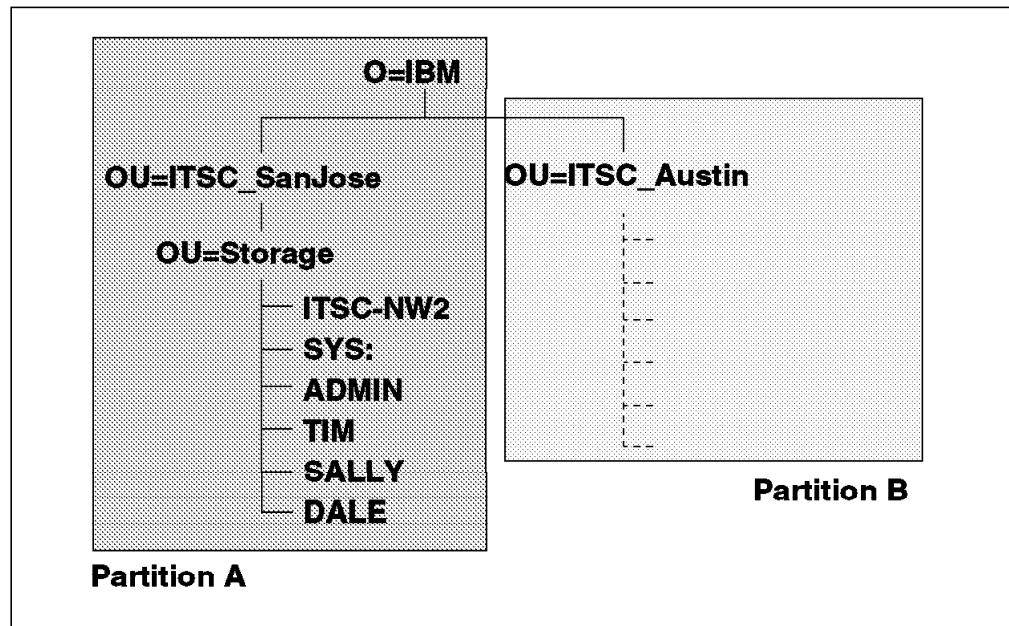 O=IBM
OU=ITSC_SanJose
OU=Storage
ITSC-NW2
SYS:
ADMIN
TIM
SALLY
DALE
Partition A
OU=ITSC_Austin
Partition B